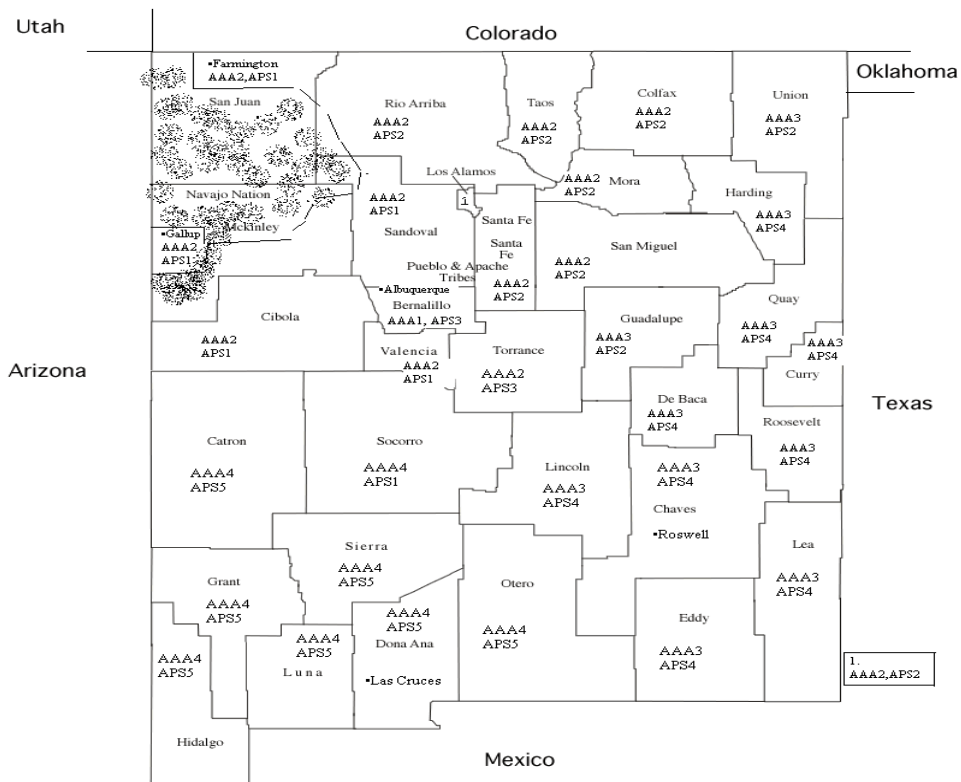 Utah
Colorado
Oklahoma
•Farmington
AAA2,APS1
San Juan
Rio Arriba
AAA2
APS2
Taos
AAA2
APS2
Colfax
AAA2
APS2
Union
AAA3
APS2
Los Alamos
1
Navajo Nation
Mckinley
•Gallup
AAA2
APS1
AAA2
APS1
Sandoval
Santa Fe
Santa
Fe
AAA2
APS2
AAA2
APS2
Mora
Harding
AAA3
APS4
San Miguel
AAA2
APS2
Pueblo & Apache
Tribes
•Albuquerque
Bernalillo
AAA1, APS3
Cibola
AAA2
APS1
Valencia
AAA2
APS1
Torrance
AAA2
APS3
Guadalupe
AAA3
APS2
Quay
AAA3
APS4
AAA3
APS4
Curry
Arizona
Texas
De Baca
AAA3
APS4
Roosevelt
AAA3
APS4
Catron
AAA4
APS5
Socorro
AAA4
APS1
Lincoln
AAA3
APS4
AAA3
APS4
Chaves
•Roswell
Lea
AAA3
APS4
Sierra
AAA4
APS5
Grant
AAA4
APS5
Otero
AAA4
APS5
Eddy
AAA3
APS4
AAA4
APS5
Dona Ana
•Las Cruces
AAA4
APS5
Luna
AAA4
APS5
Hidalgo
1.
AAA2,APS2
Mexico